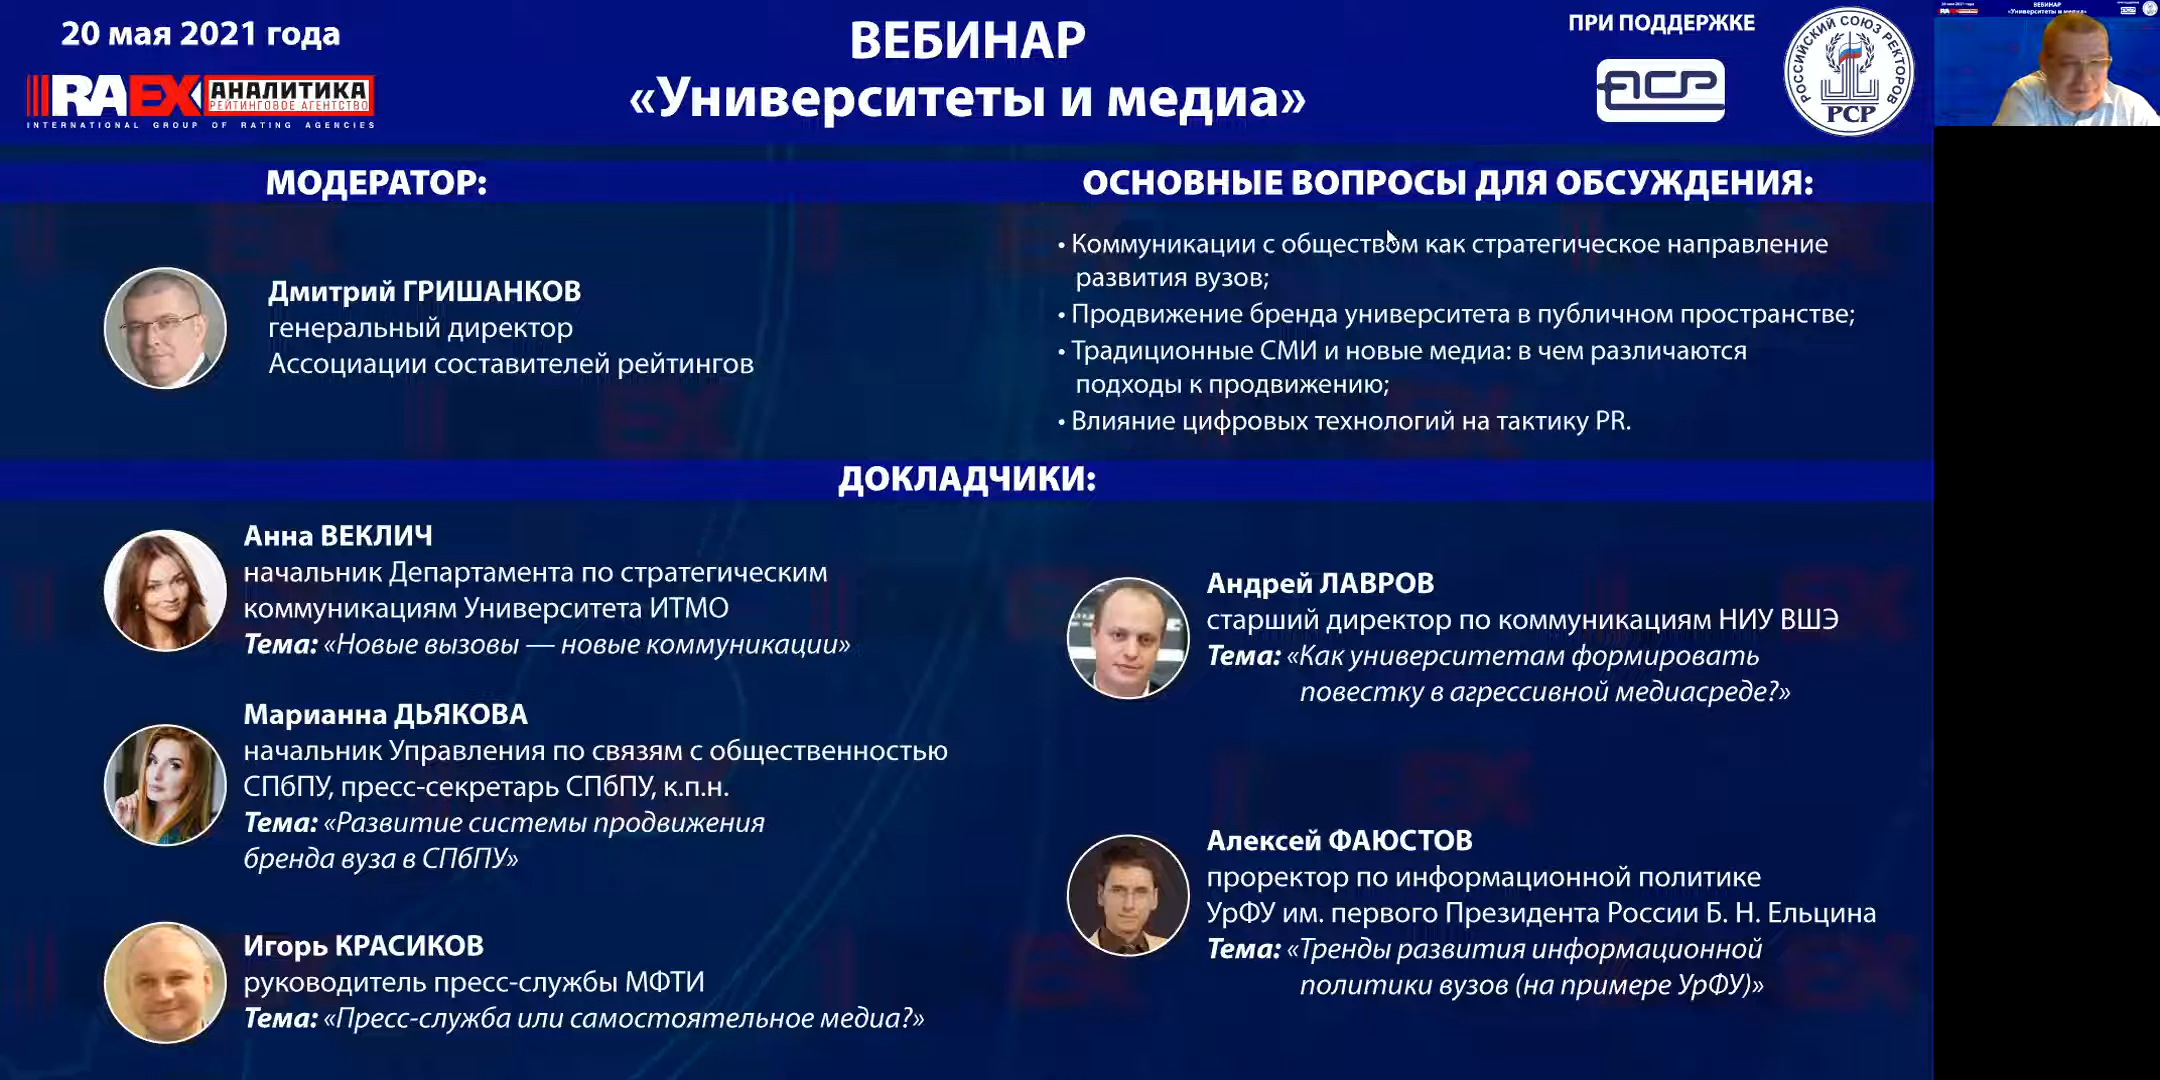 20 мая 2021 года
RAEX АНАЛИТИКА
РЕЙТИНГОВОЕ АГЕНТСТВО
INTERNATIONAL GROUP OF RATING AGENCIES
ВЕБИНАР
«Университеты и медиа»
ПРИ ПОДДЕРЖКЕ
АСР
РОССИЙСКИЙ СОЮЗ РЕКТОРОВ
РСР
МОДЕРАТОР:
Дмитрий ГРИШАНКОВ
генеральный директор
Ассоциации составителей рейтингов
ОСНОВНЫЕ ВОПРОСЫ ДЛЯ ОБСУЖДЕНИЯ:
• Коммуникации с обществом как стратегическое направление
развития вузов;
• Продвижение бренда университета в публичном пространстве;
• Традиционные СМИ и новые медиа: в чем различаются
подходы к продвижению;
• Влияние цифровых технологий на тактику PR.
ДОКЛАДЧИКИ:
Анна ВЕКЛИЧ
начальник Департамента по стратегическим
коммуникациям Университета ИТМО
Тема: «Новые вызовы — новые коммуникации»
Марианна ДЬЯКОВА
начальник Управления по связям с общественностью
СПбПУ, пресс-секретарь СПбПУ, к.п.н.
Тема: «Развитие системы продвижения
бренда вуза в СПбПУ»
Игорь КРАСИКОВ
руководитель пресс-службы МФТИ
Тема: «Пресс-служба или самостоятельное медиа?»
Андрей ЛАВРОВ
старший директор по коммуникациям НИУ ВШЭ
Тема: «Как университетам формировать
повестку в агрессивной медиасреде?»
Алексей ФАЮСТОВ
проректор по информационной политике
УрФУ им. первого Президента России Б. Н. Ельцина
Тема: «Тренды развития информационной
политики вузов (на примере УрФУ)»
ВЕБИНАР
«Университеты и медиа»